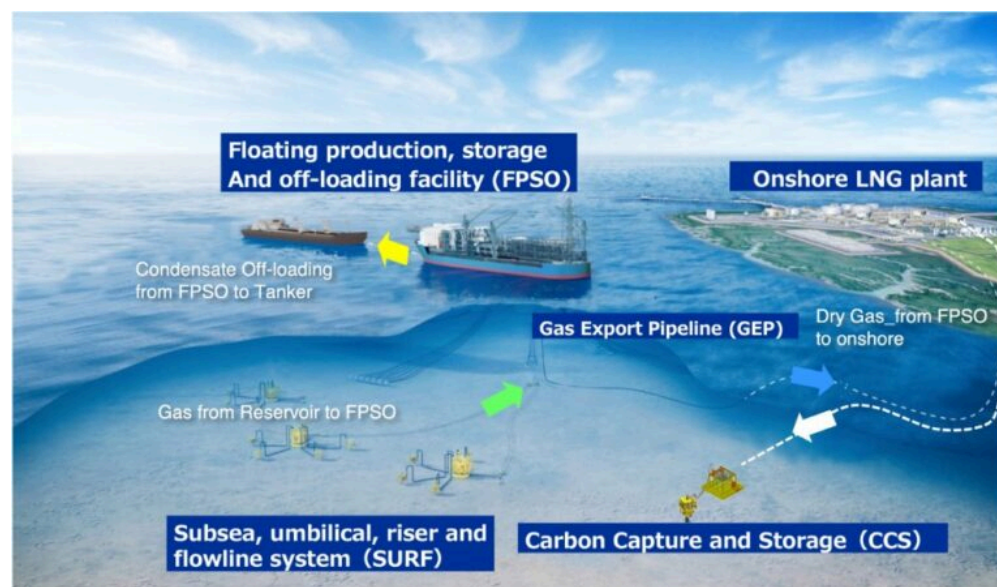 Floating production, storage
And off-loading facility (FPSO)
Onshore LNG plant
Condensate Off-loading
from FPSO to Tanker
Gas Export Pipeline (GEP)
Dry Gas_from FPSO
to onshore
Gas from Reservoir to FPSO
Subsea, umbilical, riser and
flowline system (SURF)
Carbon Capture and Storage (CCS)